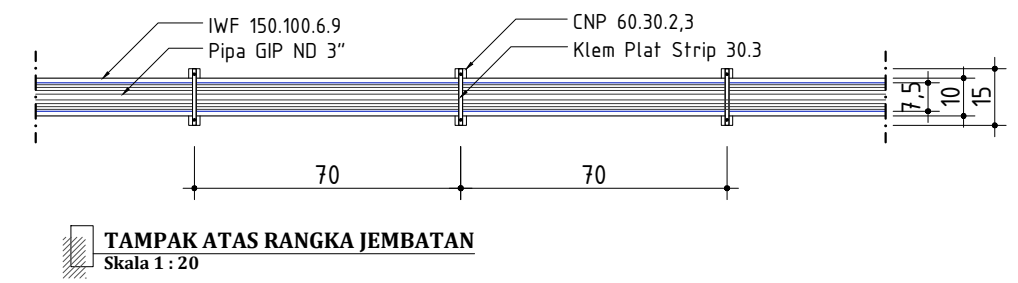 IWF 150.100.6.9
Pipa GIP ND 3"
CNP 60.30.2,3
Klem Plat Strip 30.3
7,5
10
15
70
70
TAMPAK ATAS RANGKA JEMBATAN
Skala 1 : 20